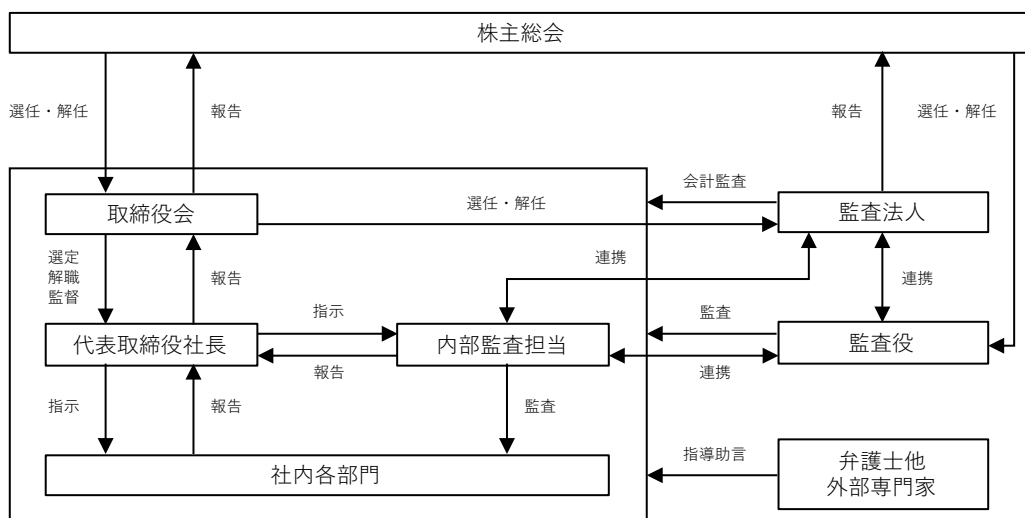 株主総会
選任・解任
報告
報告
選任・解任
会計監査
取締役会
選任・解任
監査法人
選定
解職
監督
報告
連携
連携
指示
監査
代表取締役社長
内部監査担当
監査役
報告
連携
指示
報告
監査
社内各部門
指導助言
弁護士他
外部専門家